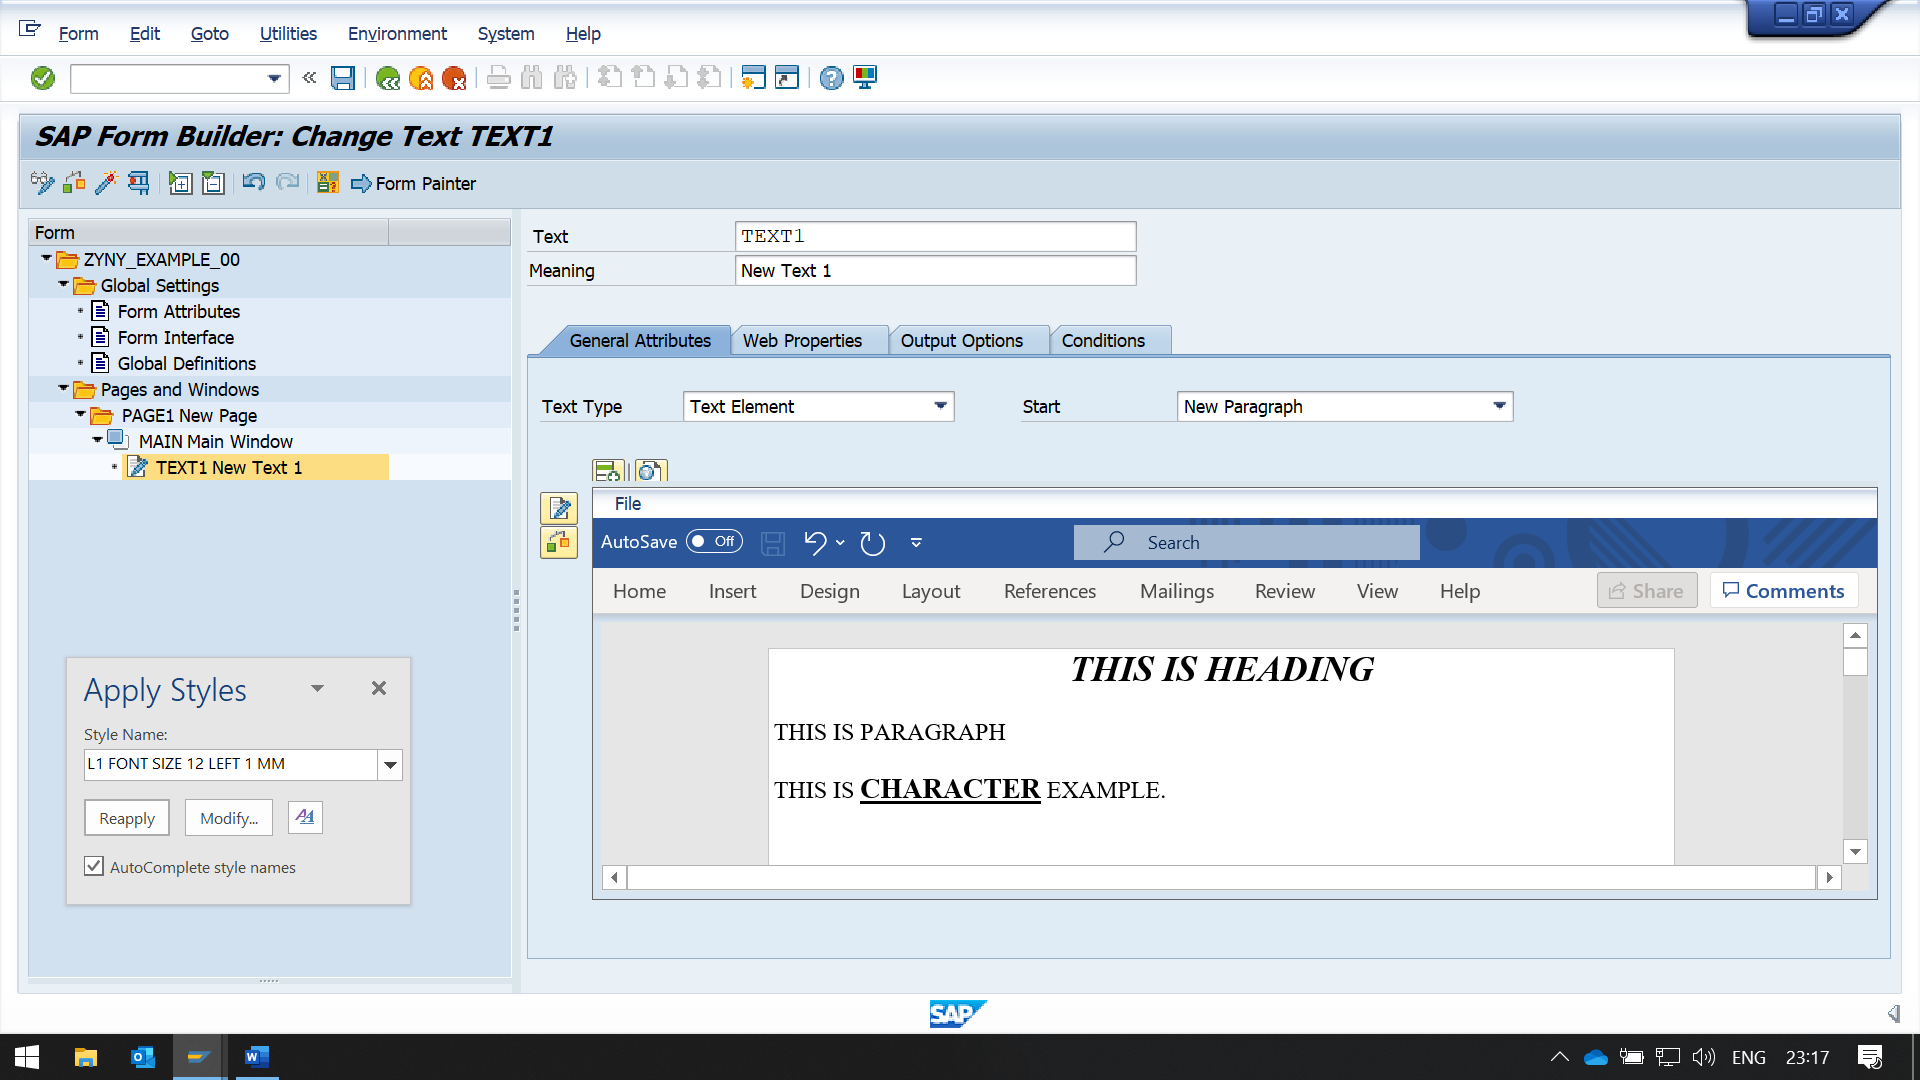 Form Edit Goto Utilities Environment System Help
SAP Form Builder: Change Text TEXT1
Form Painter
Form
ZYNY_EXAMPLE_00
Global Settings
Form Attributes
Form Interface
Global Definitions
Pages and Windows
PAGE1 New Page
MAIN Main Window
TEXT1 New Text 1
Text TEXT1
Meaning New Text 1
General Attributes Web Properties Output Options Conditions
Text Type Text Element Start New Paragraph
File
AutoSave Off Search
Home Insert Design Layout References Mailings Review View Help Share Comments
THIS IS HEADING
THIS IS PARAGRAPH
THIS IS CHARACTER EXAMPLE.
Apply Styles
Style Name:
L1 FONT SIZE 12 LEFT 1 MM
Reapply Modify...
AutoComplete style names
SAP
ENG 23:17